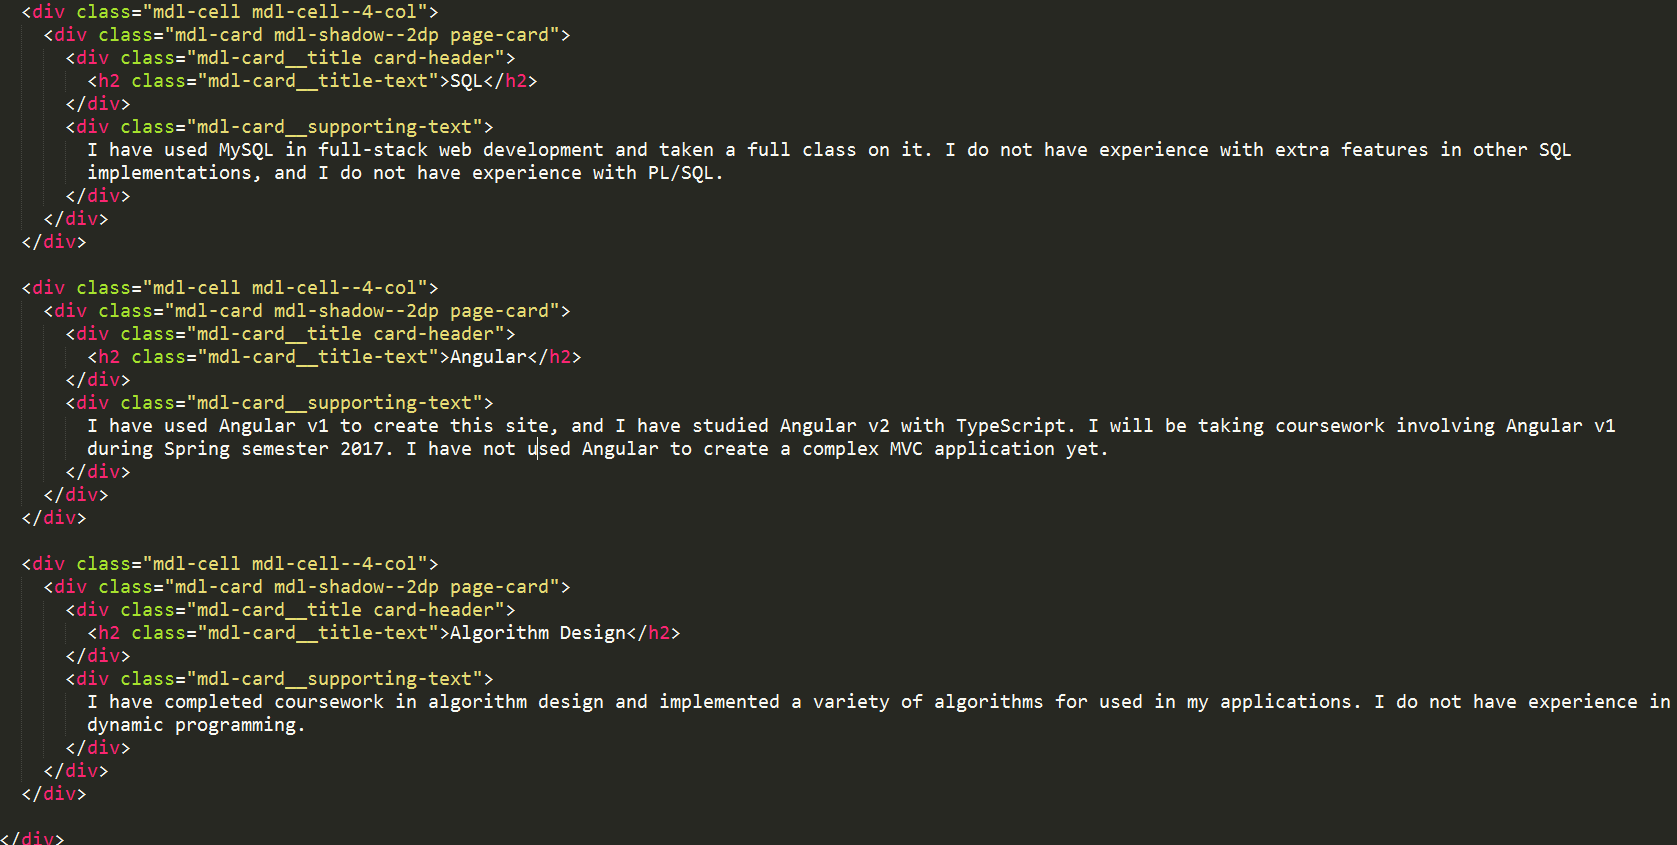 <div class="mdl-cell mdl-cell--4-col">
<div class="mdl-card mdl-shadow--2dp page-card">
<div class="mdl-card__title card-header">
<h2 class="mdl-card__title-text">SQL</h2>
</div>
<div class="mdl-card__supporting-text">
I have used MySQL in full-stack web development and taken a full class on it. I do not have experience with extra features in other SQL
implementations, and I do not have experience with PL/SQL.
</div>
</div>
</div>
<div class="mdl-cell mdl-cell--4-col">
<div class="mdl-card mdl-shadow--2dp page-card">
<div class="mdl-card__title card-header">
<h2 class="mdl-card__title-text">Angular</h2>
</div>
<div class="mdl-card__supporting-text">
I have used Angular v1 to create this site, and I have studied Angular v2 with TypeScript. I will be taking coursework involving Angular v1
during Spring semester 2017. I have not used Angular to create a complex MVC application yet.
</div>
</div>
</div>
<div class="mdl-cell mdl-cell--4-col">
<div class="mdl-card mdl-shadow--2dp page-card">
<div class="mdl-card__title card-header">
<h2 class="mdl-card__title-text">Algorithm Design</h2>
</div>
<div class="mdl-card__supporting-text">
I have completed coursework in algorithm design and implemented a variety of algorithms for used in my applications. I do not have experience in
dynamic programming.
</div>
</div>
</div>
</div>